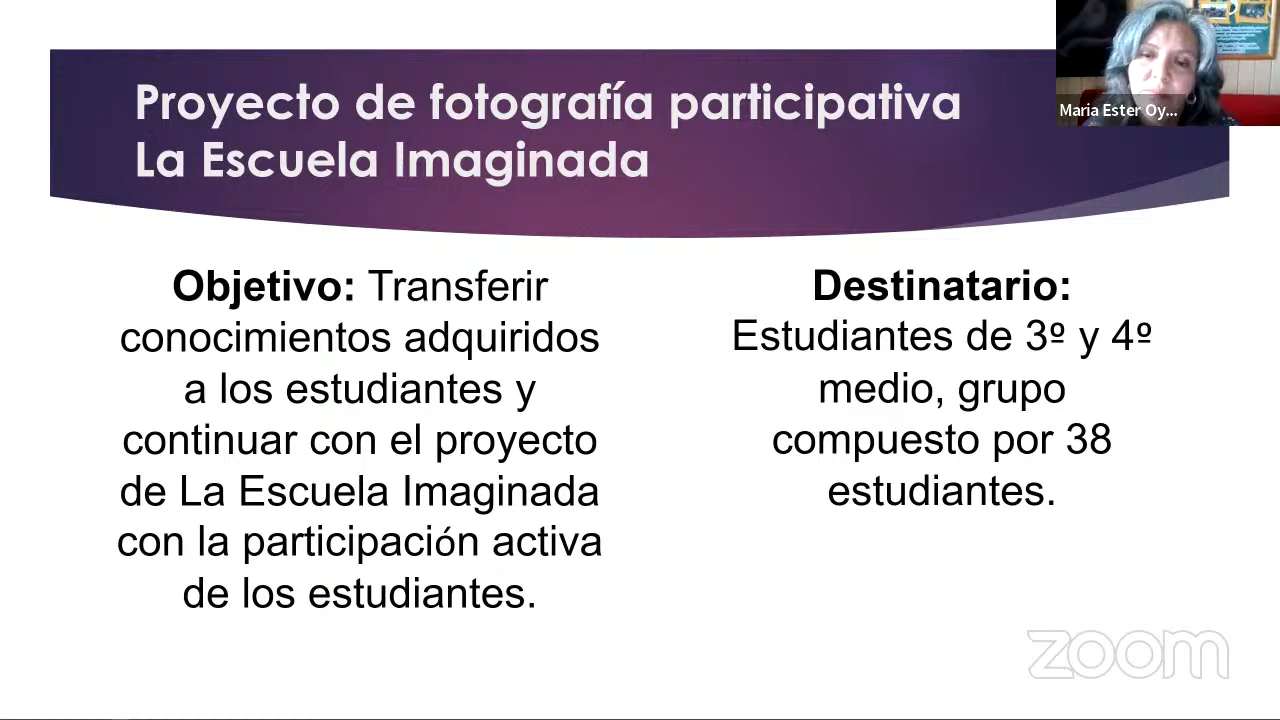 Proyecto de fotografía participativa
La Escuela Imaginada
Maria Ester Oy...
Objetivo: Transferir
conocimientos adquiridos
a los estudiantes y
continuar con el proyecto
de La Escuela Imaginada
con la participación activa
de los estudiantes.
Destinatario:
Estudiantes de 3º y 4º
medio, grupo
compuesto por 38
estudiantes.
zoom